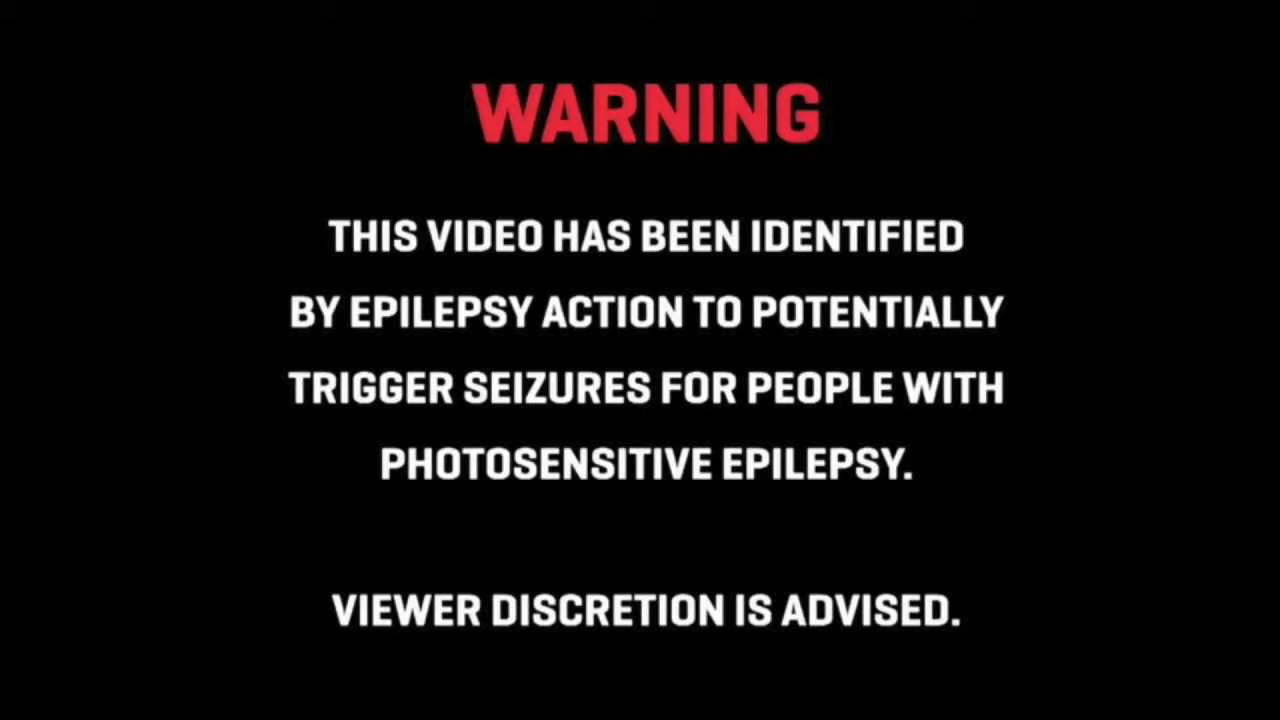 WARNING
THIS VIDEO HAS BEEN IDENTIFIED
BY EPILEPSY ACTION TO POTENTIALLY
TRIGGER SEIZURES FOR PEOPLE WITH
PHOTOSENSITIVE EPILEPSY.
VIEWER DISCRETION IS ADVISED.